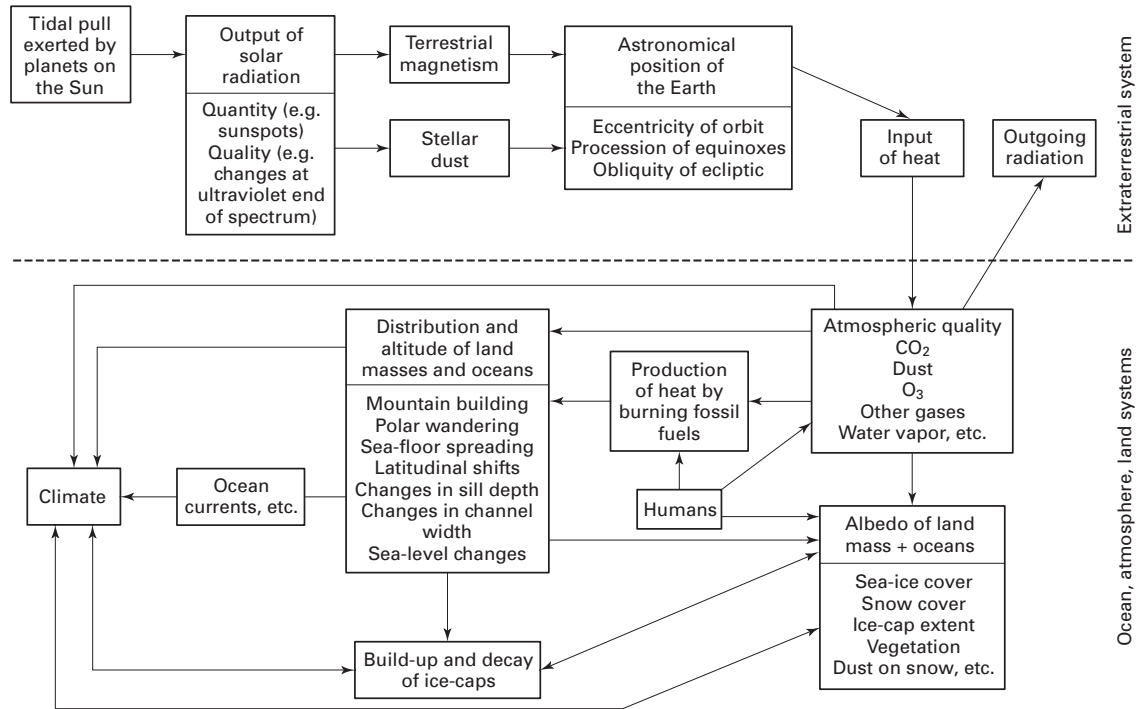 Tidal pull
exerted by
planets on
the Sun
Output of
solar
radiation
Quantity (e.g.
sunspots)
Quality (e.g.
changes at
ultraviolet end
of spectrum)
Terrestrial
magnetism
Stellar
dust
Astronomical
position of
the Earth
Eccentricity of orbit
Procession of equinoxes
Obliquity of ecliptic
Input
of heat
Outgoing
radiation
Extraterrestrial system
Distribution and
altitude of land
masses and oceans
Mountain building
Polar wandering
Sea-floor spreading
Latitudinal shifts
Changes in sill depth
Changes in channel
width
Sea-level changes
Production
of heat by
burning fossil
fuels
Atmospheric quality
CO₂
Dust
O₃
Other gases
Water vapor, etc.
Climate
Ocean
currents, etc.
Humans
Albedo of land
mass + oceans
Sea-ice cover
Snow cover
Ice-cap extent
Vegetation
Dust on snow, etc.
Build-up and decay
of ice-caps
Ocean, atmosphere, land systems